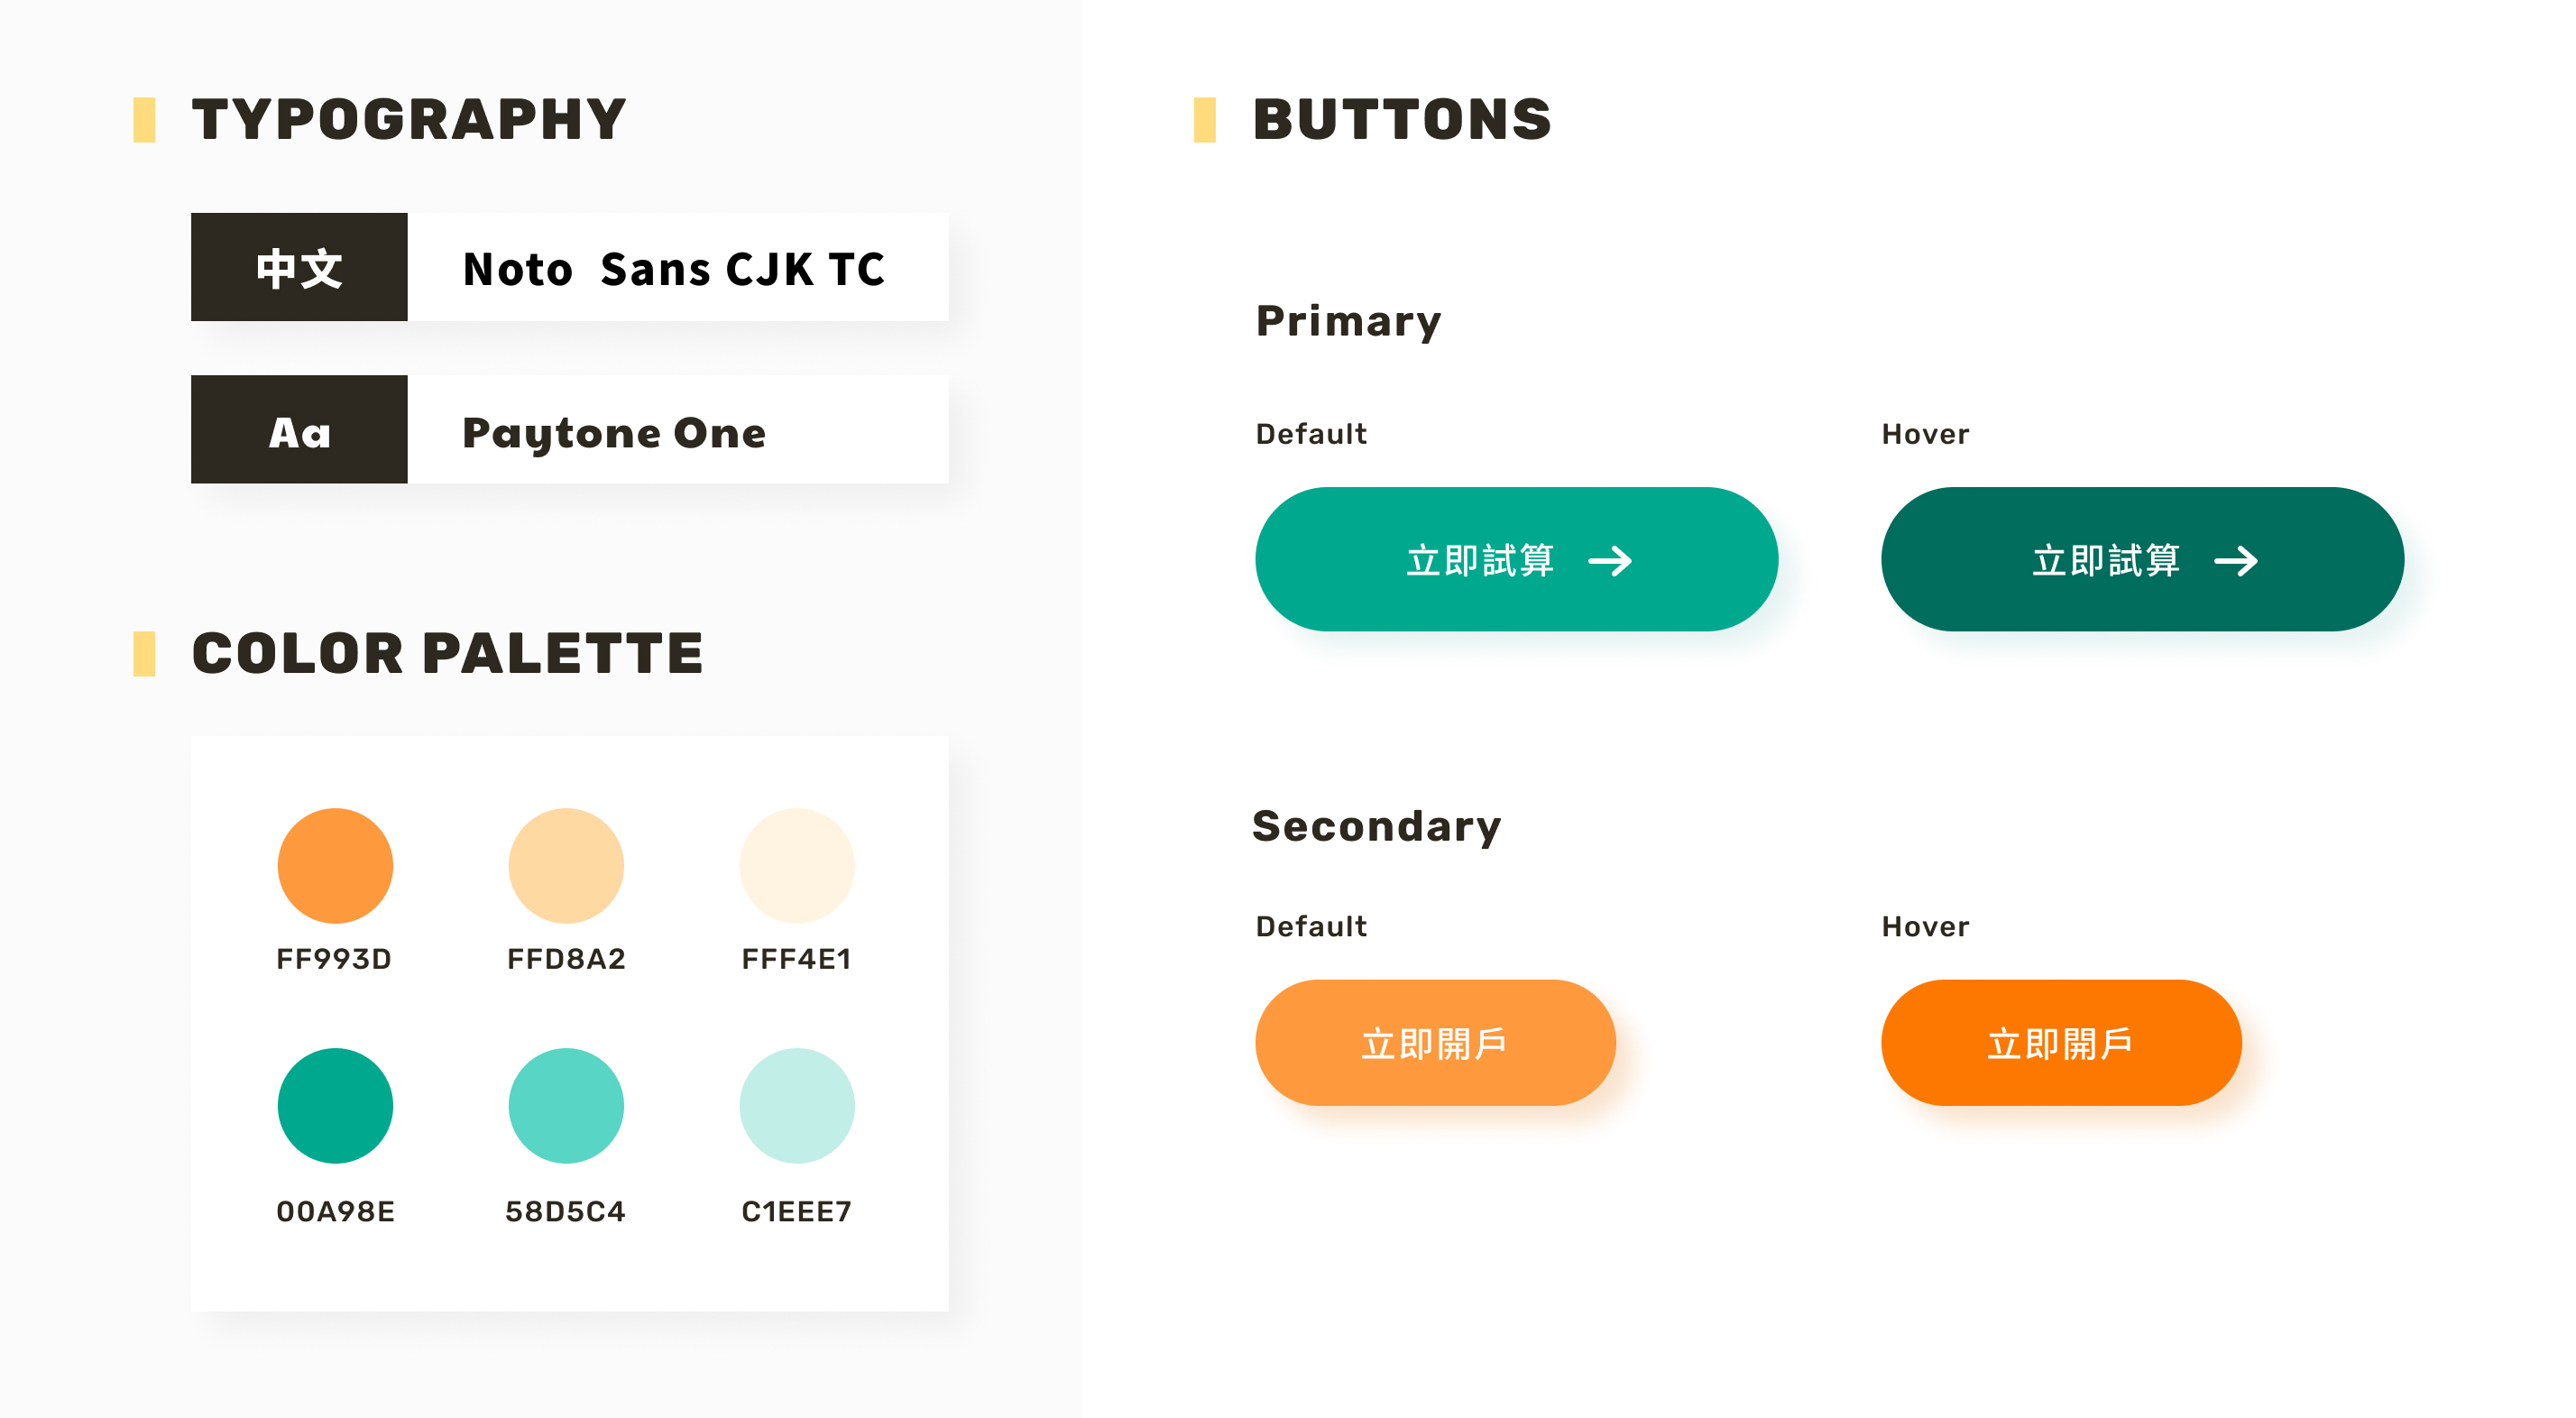 TYPOGRAPHY
中文
Noto Sans CJK TC
Aa
Paytone One
COLOR PALETTE
FF993D
FFD8A2
FFF4E1
00A98E
58D5C4
C1EEE7
BUTTONS
Primary
Default
Hover
立即試算 →
立即試算 →
Secondary
Default
Hover
立即開戶
立即開戶